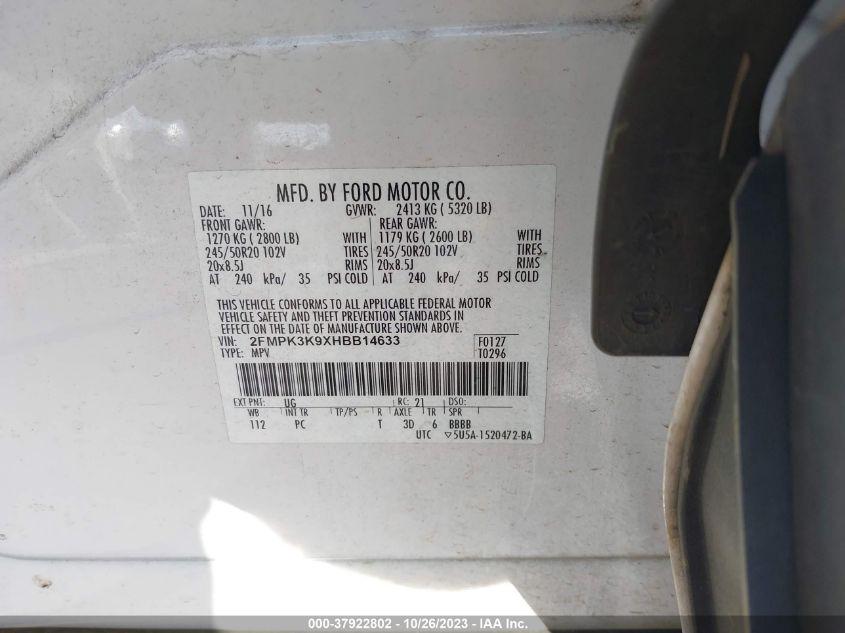 MFD. BY FORD MOTOR CO.
DATE: 11/16 GVWR: 2413 KG ( 5320 LB)
FRONT GAWR: REAR GAWR:
1270 KG ( 2800 LB) WITH 1179 KG ( 2600 LB) WITH
245/50R20 102V TIRES 245/50R20 102V TIRES
20x8.5J RIMS 20x8.5J RIMS
AT 240 kPa/ 35 PSI COLD AT 240 kPa/ 35 PSI COLD
THIS VEHICLE CONFORMS TO ALL APPLICABLE FEDERAL MOTOR
VEHICLE SAFETY AND THEFT PREVENTION STANDARDS IN
EFFECT ON THE DATE OF MANUFACTURE SHOWN ABOVE.
VIN: 2FMPK3K9XHBB14633 F0127
TYPE: MPV T0296
EXT PNT: UG RC: 21 DSO:
WB INT TR TP/PS R AXLE TR SPR
112 PC T 3D 6 BBBB
UTC ▽5U5A-1520472-BA
000-37922802 - 10/26/2023 - IAA Inc.